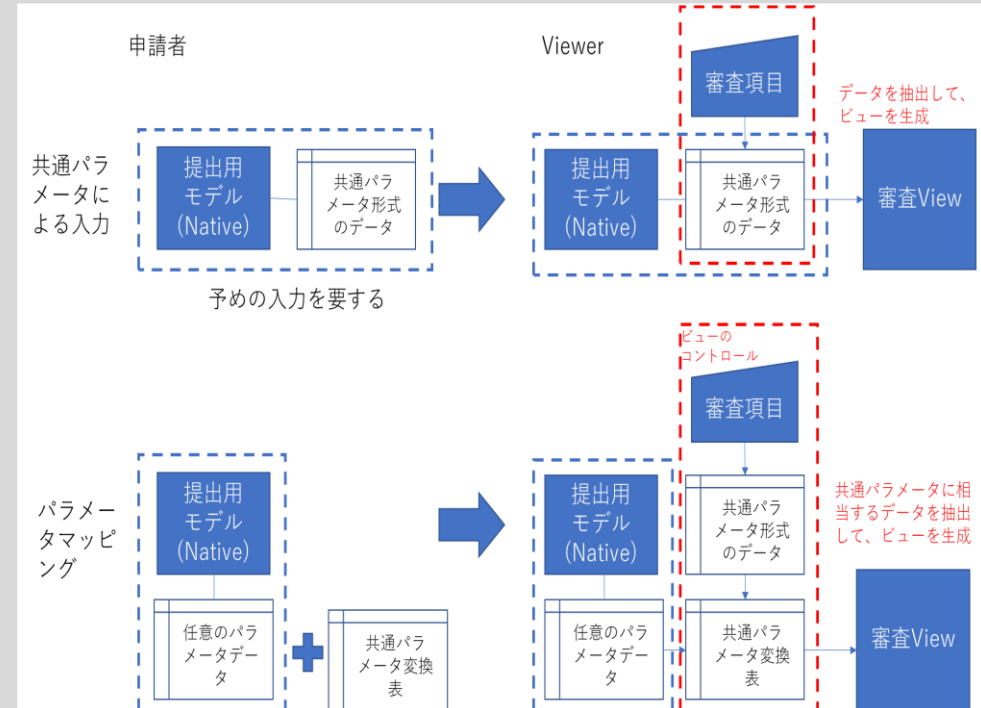 申請者
Viewer
共通パラ
メータに
よる入力
提出用
モデル
(Native)
共通パラ
メータ形式
のデータ
予めの入力を要する
審査項目
提出用
モデル
(Native)
共通パラ
メータ形式
のデータ
データを抽出して、
ビューを生成
審査View
パラメー
タマッピ
ング
提出用
モデル
(Native)
任意のパラ
メータデー
タ
共通パラ
メータ変換
表
ビューの
コントロール
審査項目
提出用
モデル
(Native)
共通パラ
メータ形式
のデータ
任意のパラ
メータデー
タ
共通パラ
メータ変換
表
共通パラメータに相
当するデータを抽出
して、ビューを生成
審査View